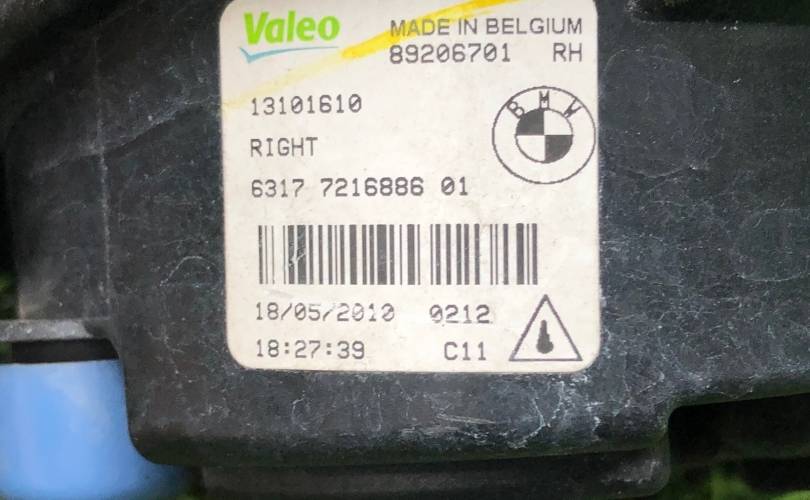 Valeo MADE IN BELGIUM
89206701 RH
13101610
BMW
RIGHT
6317 7216886 01
18/05/2010 0212
18:27:39 C11